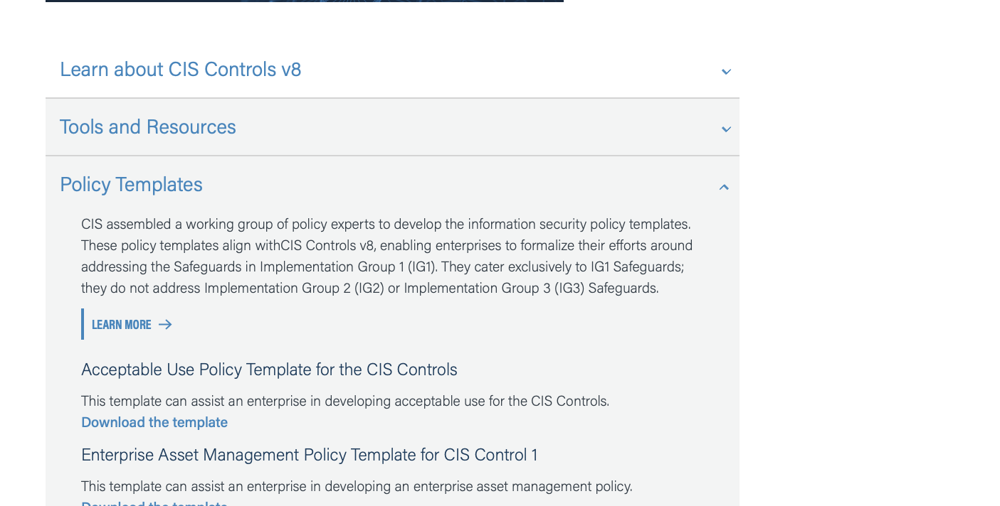 Learn about CIS Controls v8
Tools and Resources
Policy Templates
CIS assembled a working group of policy experts to develop the information security policy templates.
These policy templates align withCIS Controls v8, enabling enterprises to formalize their efforts around
addressing the Safeguards in Implementation Group 1 (IG1). They cater exclusively to IG1 Safeguards;
they do not address Implementation Group 2 (IG2) or Implementation Group 3 (IG3) Safeguards.
LEARN MORE
Acceptable Use Policy Template for the CIS Controls
This template can assist an enterprise in developing acceptable use for the CIS Controls.
Download the template
Enterprise Asset Management Policy Template for CIS Control 1
This template can assist an enterprise in developing an enterprise asset management policy.
Download the template